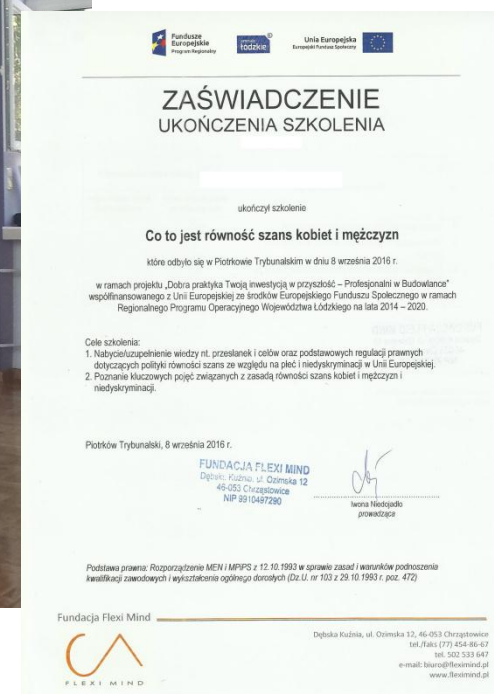 Fundusze
Europejskie
Program Regionalny
łódzkie
Unia Europejska
Europejski Fundusz Społeczny
ZAŚWIADCZENIE
UKOŃCZENIA SZKOLENIA
ukończył szkolenie
Co to jest równość szans kobiet i mężczyzn
które odbyło się w Piotrkowie Trybunalskim w dniu 8 września 2016 r.
w ramach projektu „Dobra praktyka Twoją inwestycją w przyszłość – Profesjonalni w Budowlance"
współfinansowanego z Unii Europejskiej ze środków Europejskiego Funduszu Społecznego w ramach
Regionalnego Programu Operacyjnego Województwa Łódzkiego na lata 2014 – 2020.
Cele szkolenia:
1. Nabycie/uzupełnienie wiedzy nt. przesłanek i celów oraz podstawowych regulacji prawnych
dotyczących polityki równości szans ze względu na płeć i niedyskryminacji w Unii Europejskiej.
2. Poznanie kluczowych pojęć związanych z zasadą równości szans kobiet i mężczyzn i
niedyskryminacji.
Piotrków Trybunalski, 8 września 2016 r.
FUNDACJA FLEXI MIND
Dębska Kuźnia, ul. Ozimska 12
46-053 Chrząstowice
NIP 9910497290
Iwona Niedojadło
prowadząca
Podstawa prawna: Rozporządzenie MEN i MPiPS z 12.10.1993 w sprawie zasad i warunków podnoszenia
kwalifikacji zawodowych i wykształcenia ogólnego dorosłych (Dz.U. nr 103 z 29.10.1993 r. poz. 472)
Fundacja Flexi Mind
Dębska Kuźnia, ul. Ozimska 12, 46-053 Chrząstowice
tel./faks (77) 454-86-67
tel. 502 533 647
e-mail: biuro@fleximind.pl
www.fleximind.pl
FLEXI MIND